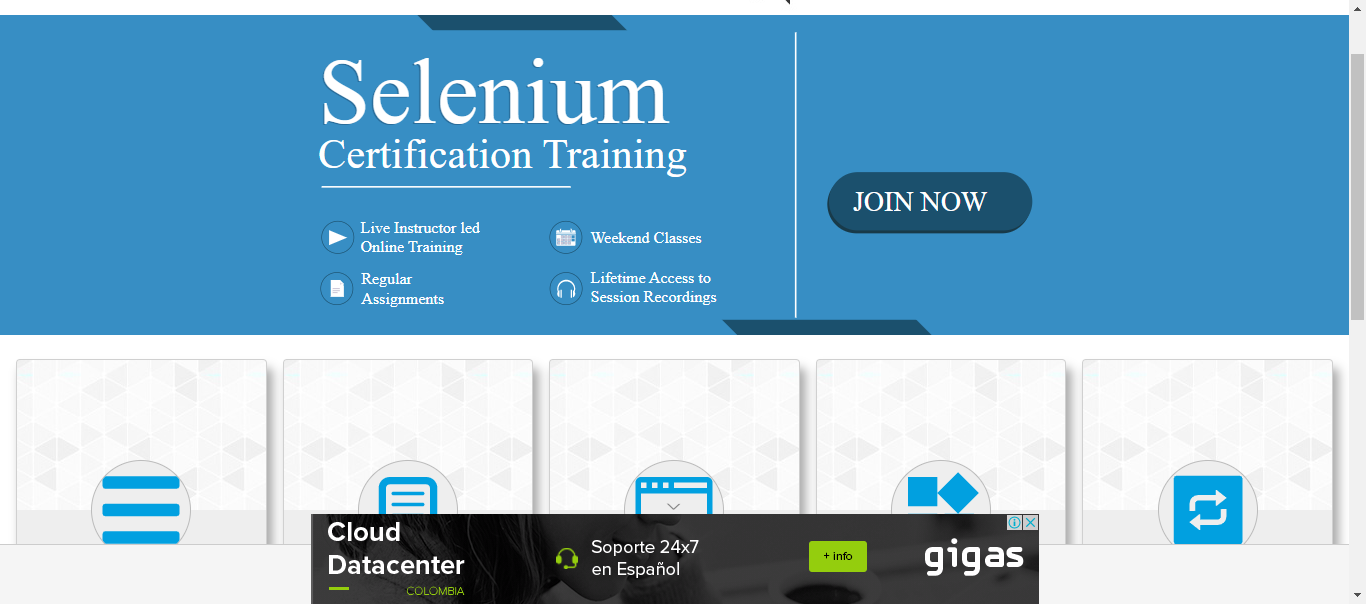 Selenium
Certification Training
JOIN NOW
Live Instructor led
Online Training
Weekend Classes
Regular
Assignments
Lifetime Access to
Session Recordings
Cloud
Datacenter
COLOMBIA
Soporte 24x7
en Español
+ info
gigas